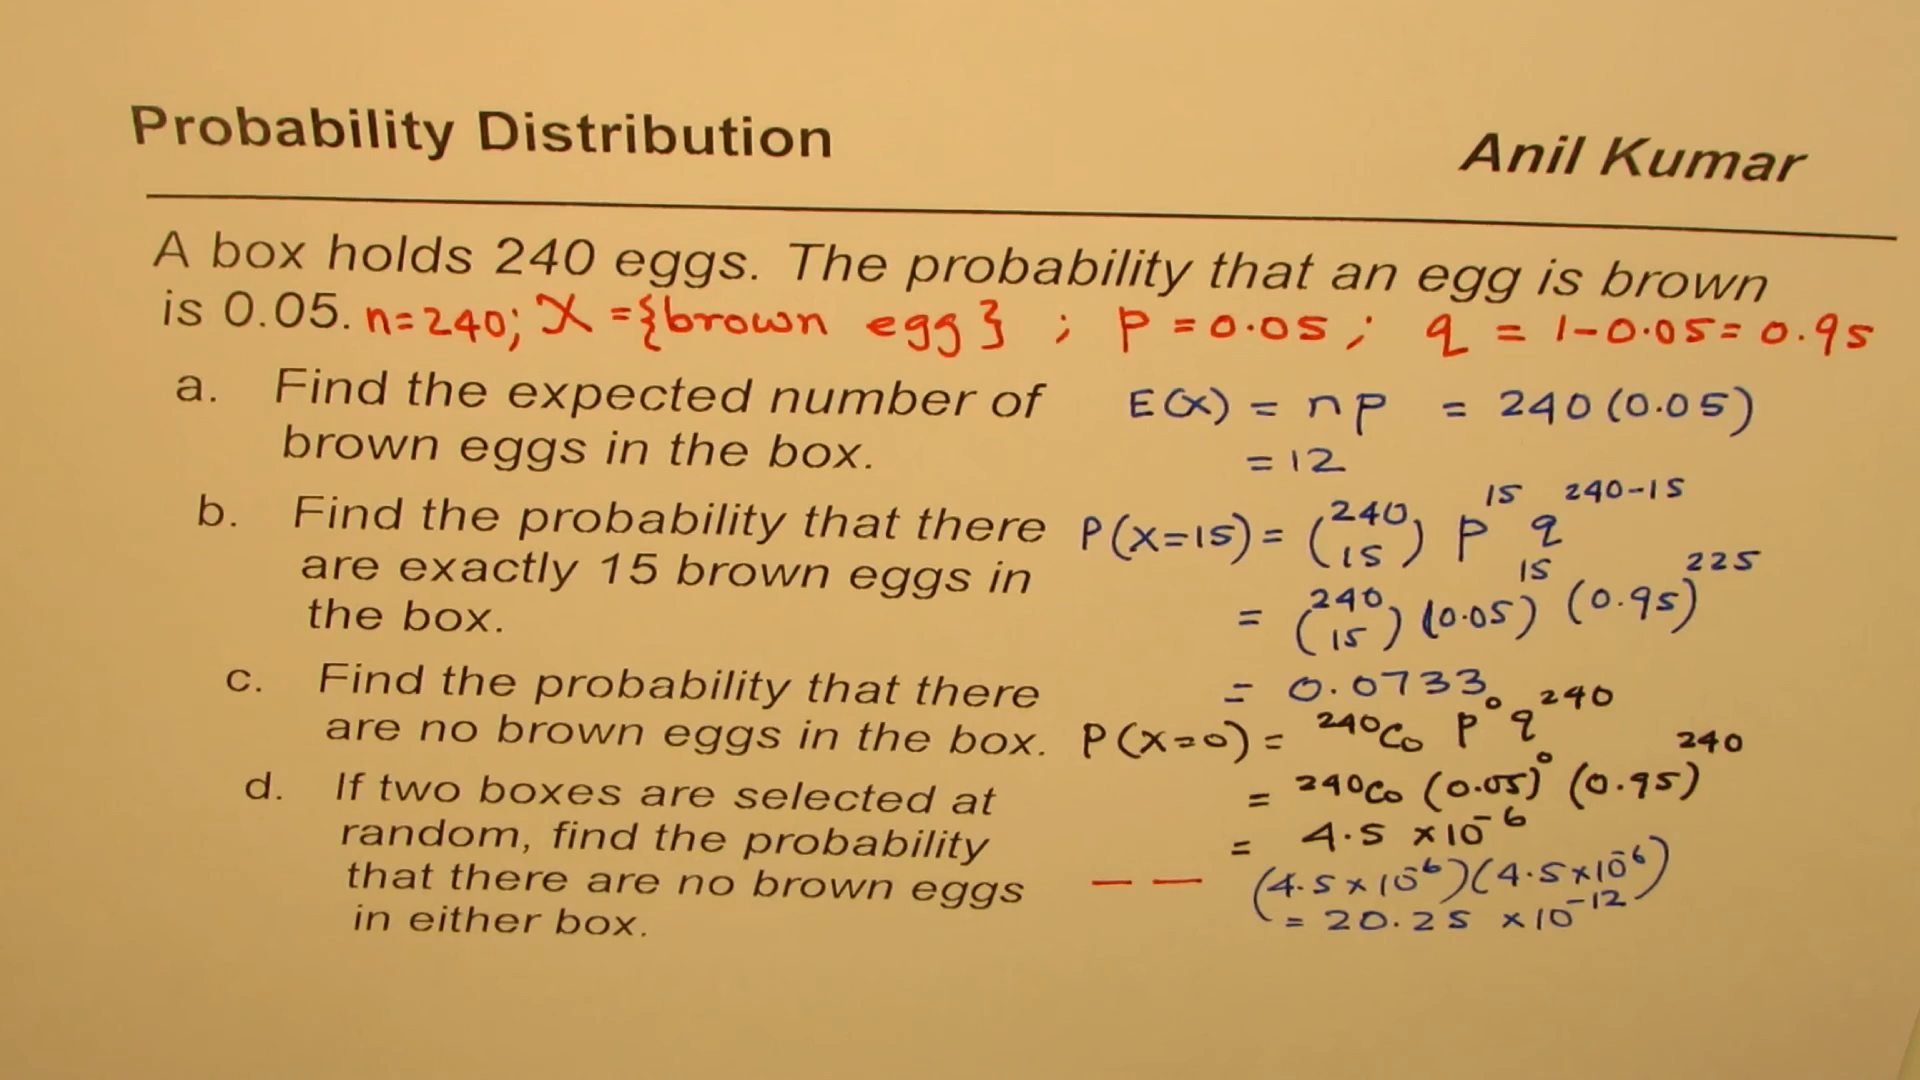 Probability Distribution
Anil Kumar
A box holds 240 eggs. The probability that an egg is brown
is 0.05. n=240; X = {brown egg} ; p = 0.05 ; q = 1-0.05 = 0.95
a. Find the expected number of
brown eggs in the box.
E(x) = np = 240(0.05)
= 12
b. Find the probability that there
are exactly 15 brown eggs in
the box.
P(x=15) = (240 15) p^15 q^240-15
= (240 15) (0.05)^15 (0.95)^225
= 0.0733
c. Find the probability that there
are no brown eggs in the box.
P(x=0) = 240C0 p^0 q^240
= 240C0 (0.05)^0 (0.95)^240
= 4.5 ×10^-6
d. If two boxes are selected at
random, find the probability
that there are no brown eggs
in either box.
— — (4.5×10^-6)(4.5×10^-6)
= 20.25 ×10^-12